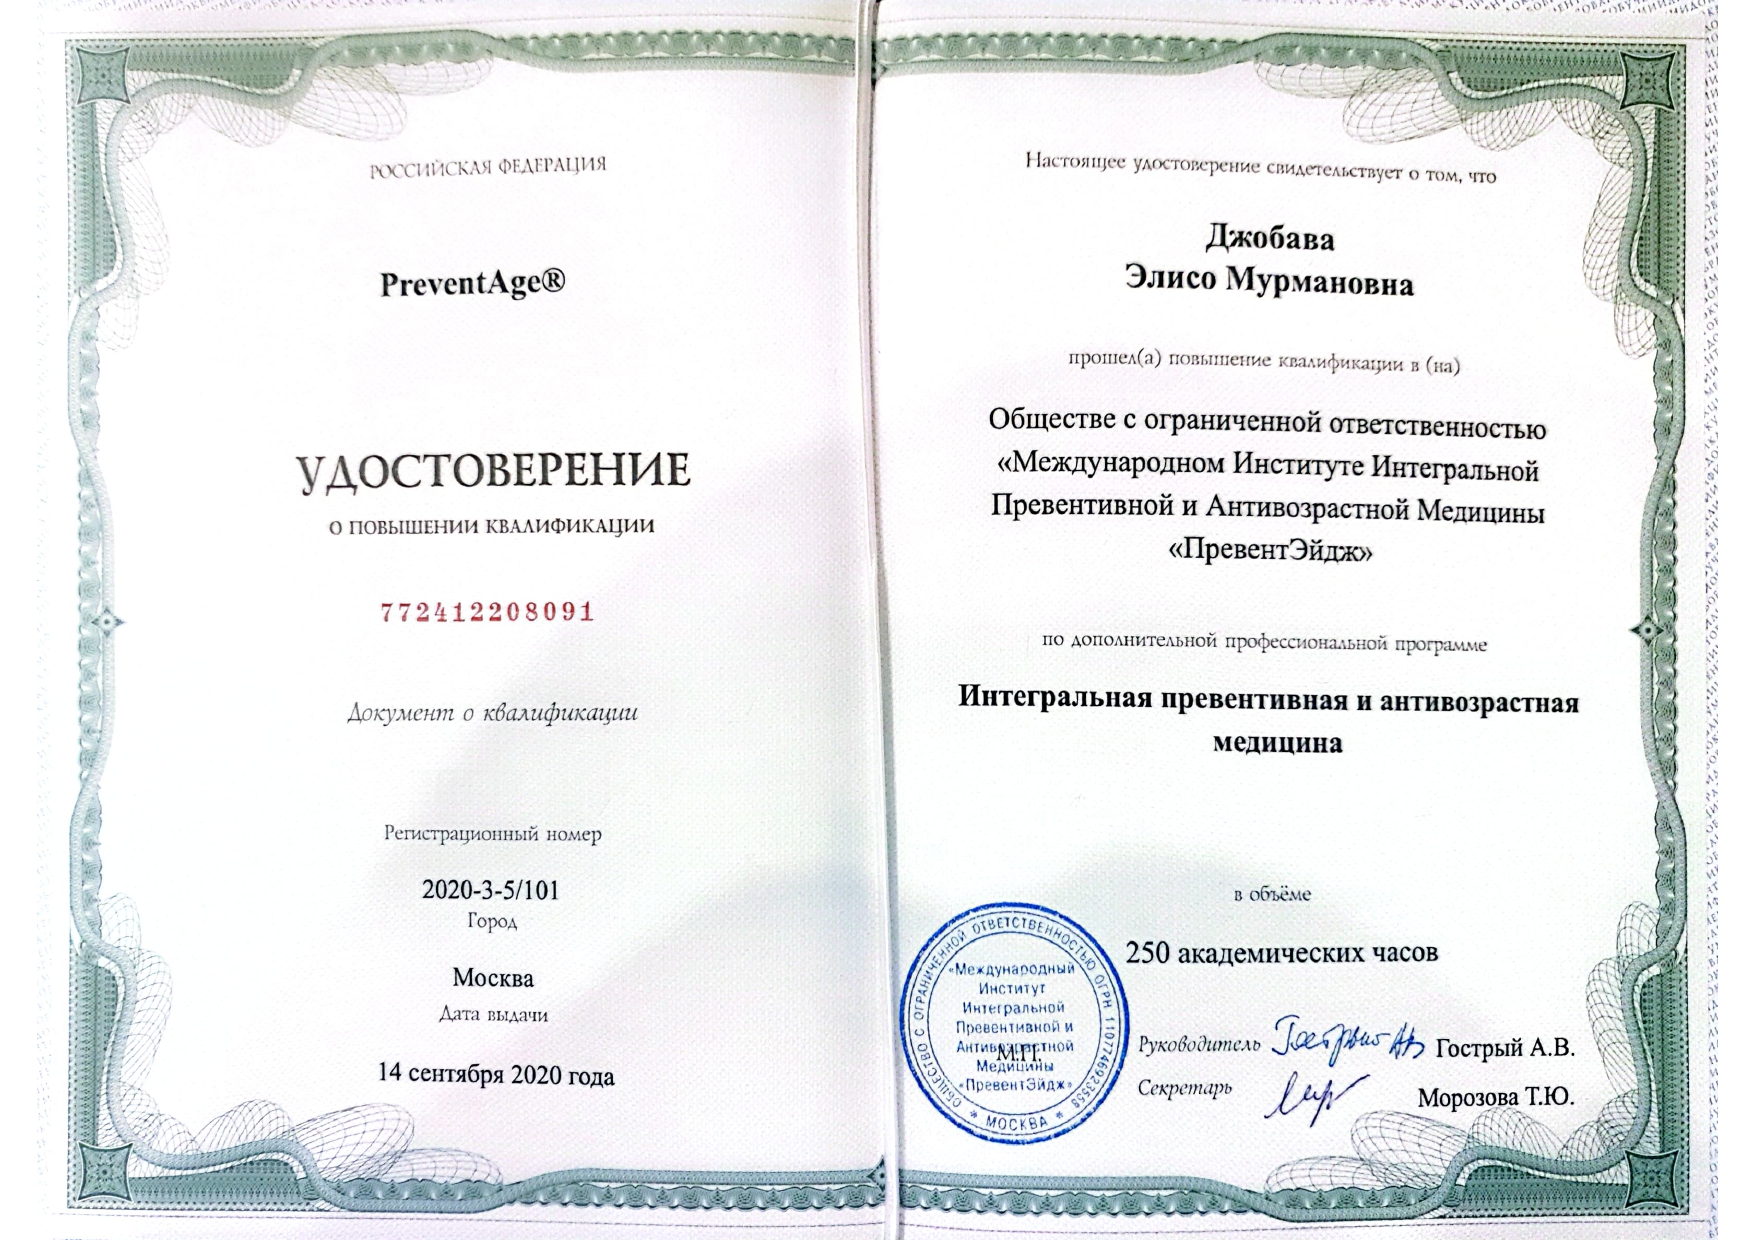 РОССИЙСКАЯ ФЕДЕРАЦИЯ
PreventAge®
УДОСТОВЕРЕНИЕ
О ПОВЫШЕНИИ КВАЛИФИКАЦИИ
772412208091
Документ о квалификации
Регистрационный номер
2020-3-5/101
Город
Москва
Дата выдачи
14 сентября 2020 года
Настоящее удостоверение свидетельствует о том, что
Джобава
Элисо Мурмановна
прошел(а) повышение квалификации в (на)
Обществе с ограниченной ответственностью
«Международном Институте Интегральной
Превентивной и Антивозрастной Медицины
«ПревентЭйдж»
по дополнительной профессиональной программе
Интегральная превентивная и антивозрастная
медицина
в объёме
250 академических часов
ОБЩЕСТВО С ОГРАНИЧЕННОЙ ОТВЕТСТВЕННОСТЬЮ ОГРН 1107746923558
* МОСКВА *
«Международный
Институт
Интегральной
Превентивной и
Антивозрастной
Медицины
«ПревентЭйдж»
М.П.
Руководитель Гострый А.В.
Секретарь Морозова Т.Ю.